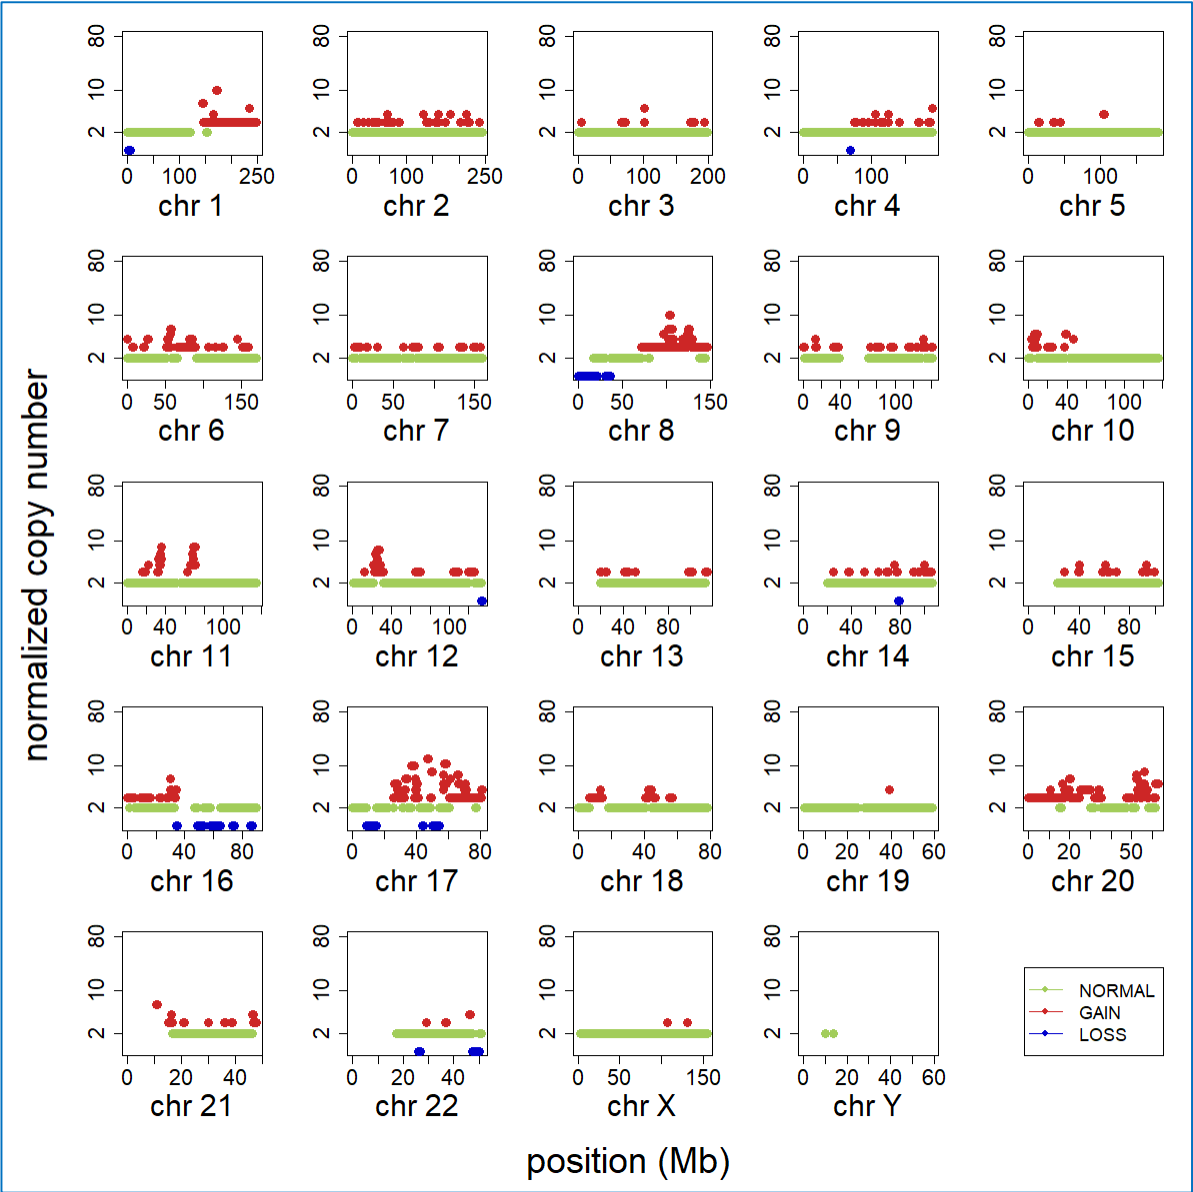 normalized copy number
80
10
2
0 100 250
chr 1
80
10
2
0 100 250
chr 2
80
10
2
0 100 200
chr 3
80
10
2
0 100
chr 4
80
10
2
0 100
chr 5
80
10
2
0 50 150
chr 6
80
10
2
0 50 100
chr 7
80
10
2
0 50 150
chr 8
80
10
2
0 40 100
chr 9
80
10
2
0 40 100
chr 10
80
10
2
0 40 100
chr 11
80
10
2
0 40 100
chr 12
80
10
2
0 40 80
chr 13
80
10
2
0 40 80
chr 14
80
10
2
0 40 80
chr 15
80
10
2
0 40 80
chr 16
80
10
2
0 40 80
chr 17
80
10
2
0 40 80
chr 18
80
10
2
0 20 40 60
chr 19
80
10
2
0 20 50
chr 20
80
10
2
0 20 40
chr 21
80
10
2
0 20 40
chr 22
80
10
2
0 50 150
chr X
80
10
2
0 20 40 60
chr Y
NORMAL
GAIN
LOSS
position (Mb)